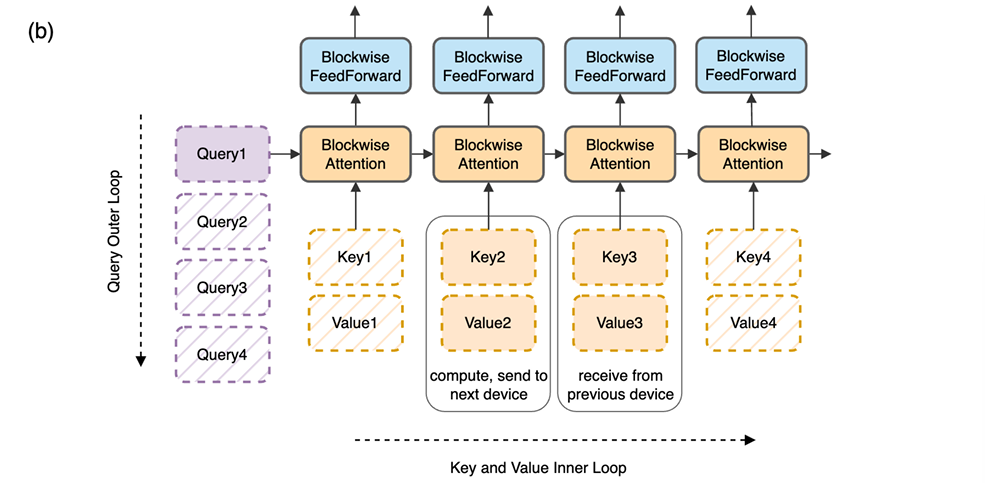 (b)
Blockwise
FeedForward
Blockwise
FeedForward
Blockwise
FeedForward
Blockwise
FeedForward
Query Outer Loop
Query1
Blockwise
Attention
Blockwise
Attention
Blockwise
Attention
Blockwise
Attention
Query2
Query3
Query4
Key1
Key2
Key3
Key4
Value1
Value2
Value3
Value4
compute, send to
next device
receive from
previous device
Key and Value Inner Loop